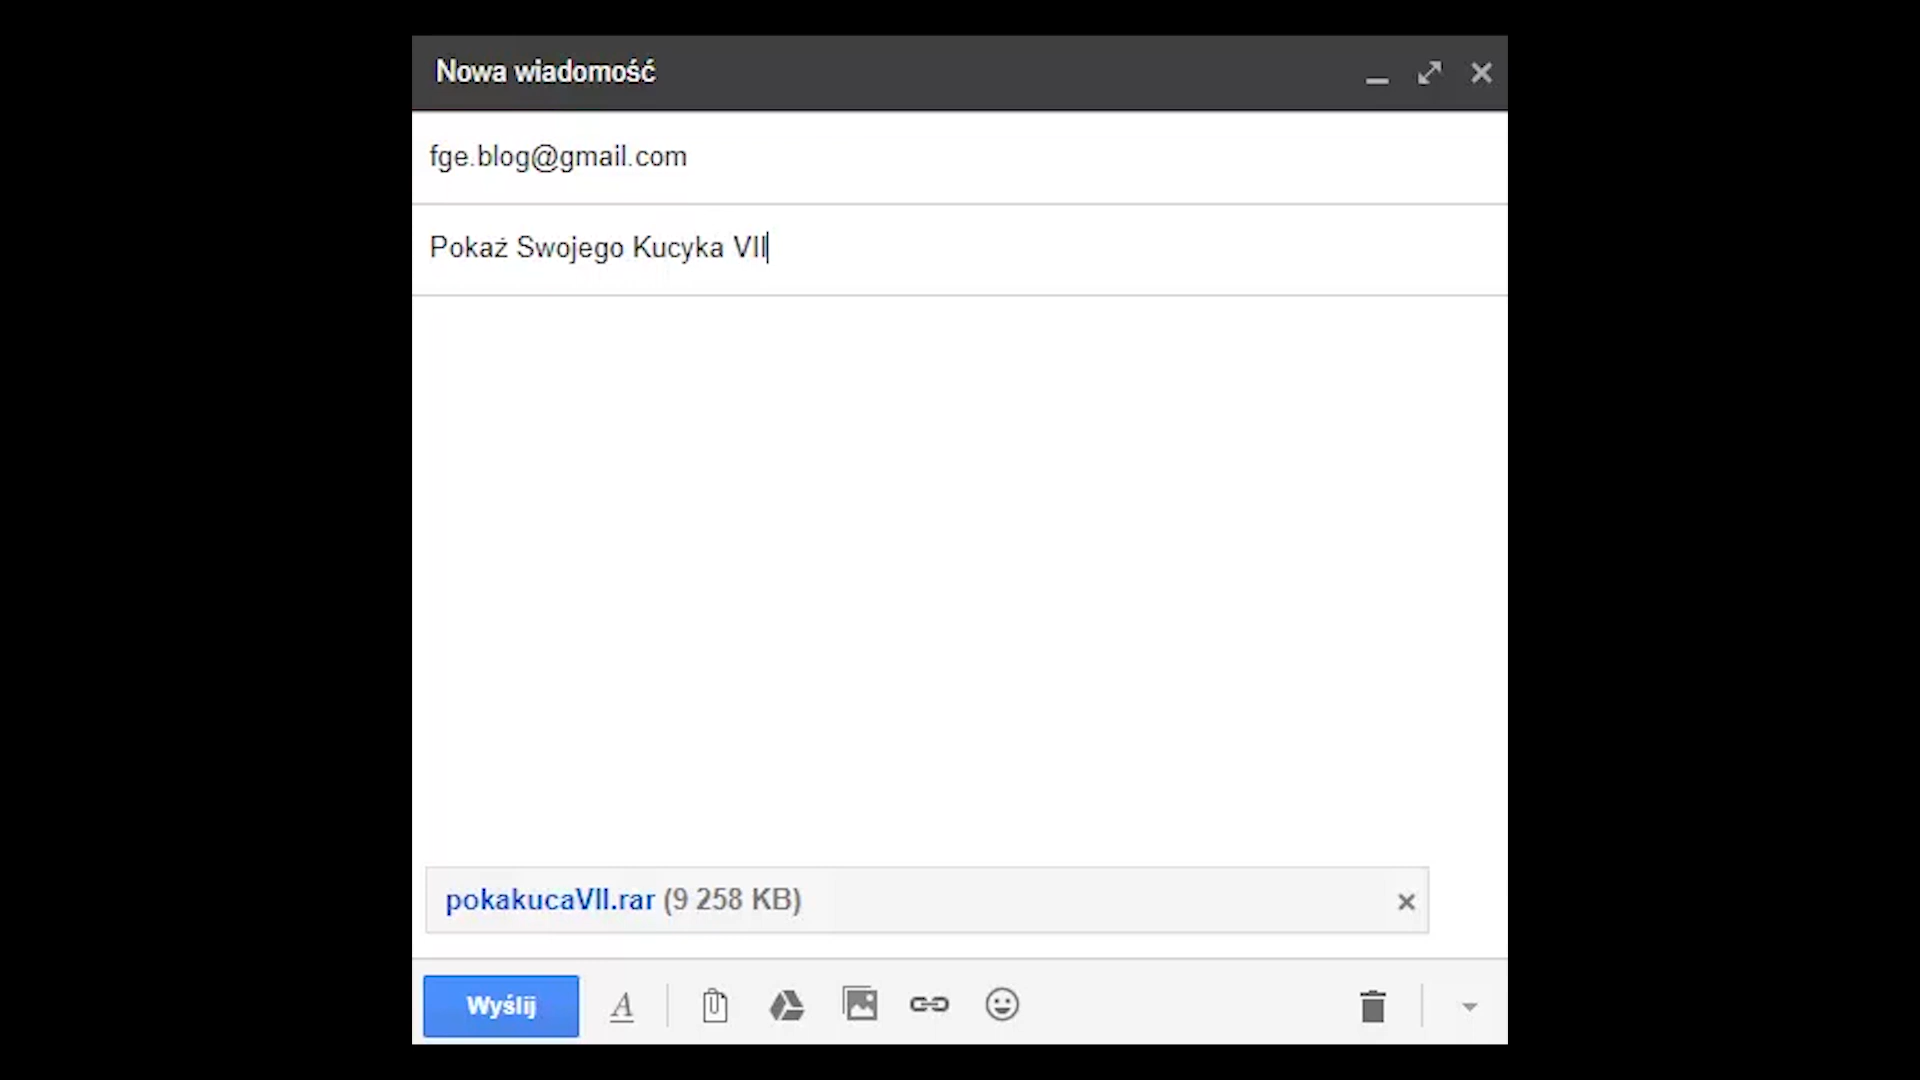 Nowa wiadomość
fge.blog@gmail.com
Pokaż Swojego Kucyka VII
pokakucaVII.rar (9 258 KB)
Wyślij